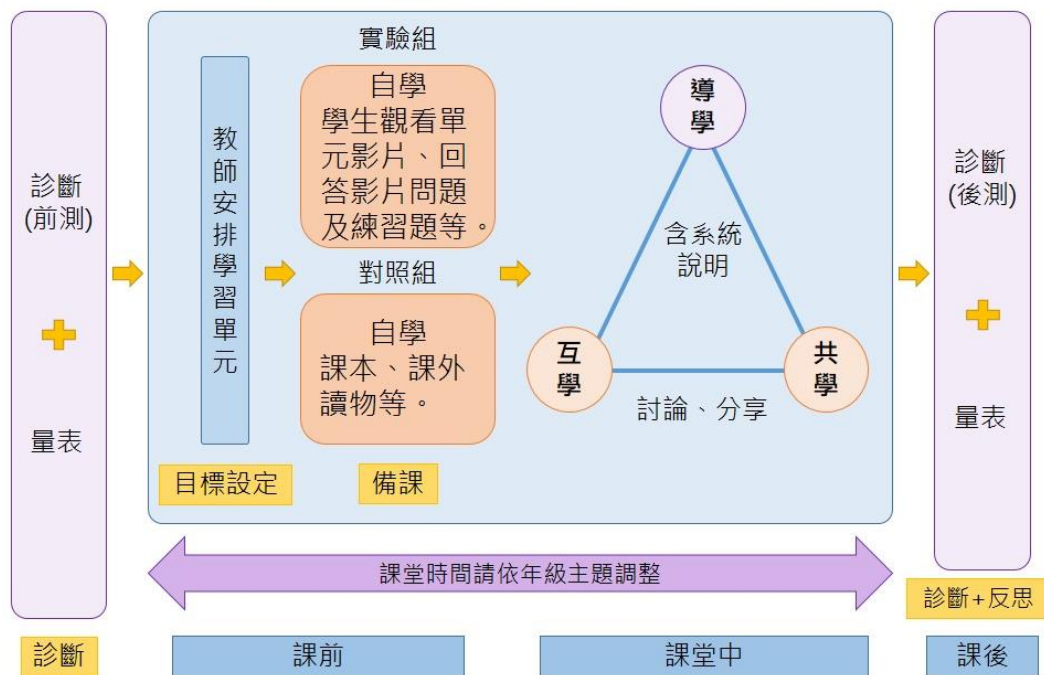 診斷
(前測)
量表
診斷
教師安排學習單元
目標設定
實驗組
自學
學生觀看單
元影片、回
答影片問題
及練習題等。
對照組
自學
課本、課外
讀物等。
備課
導
學
含系統
說明
互
學
共
學
討論、分享
課堂時間請依年級主題調整
課前
課堂中
診斷
(後測)
量表
診斷+反思
課後